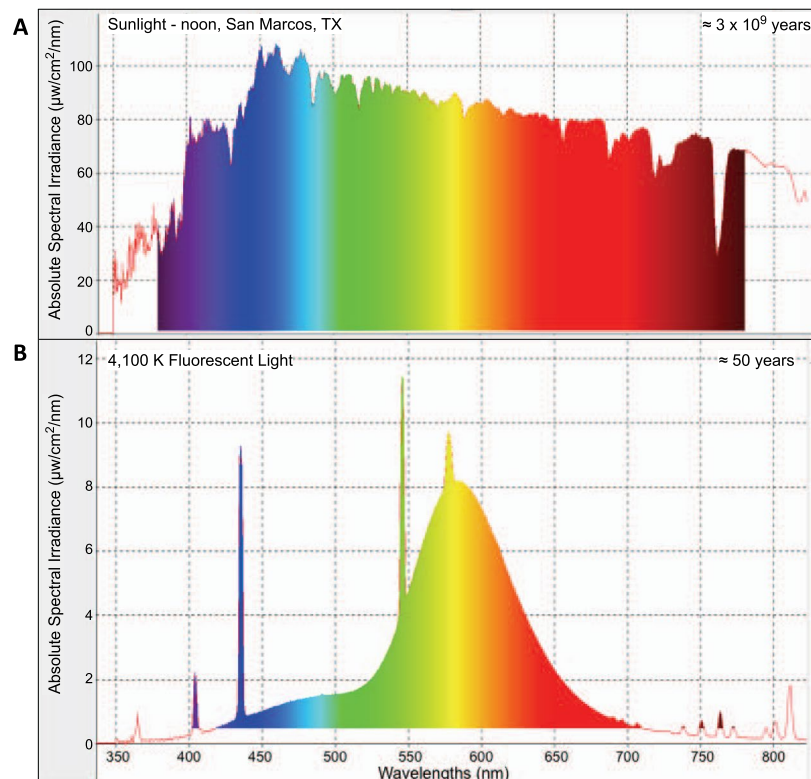 A
Sunlight - noon, San Marcos, TX
≈ 3 x 10⁹ years
Absolute Spectral Irradiance (µw/cm²/nm)
100
80
60
40
20
0
B
4,100 K Fluorescent Light
≈ 50 years
Absolute Spectral Irradiance (µw/cm²/nm)
12
10
8
6
4
2
0
350 400 450 500 550 600 650 700 750 800
Wavelengths (nm)